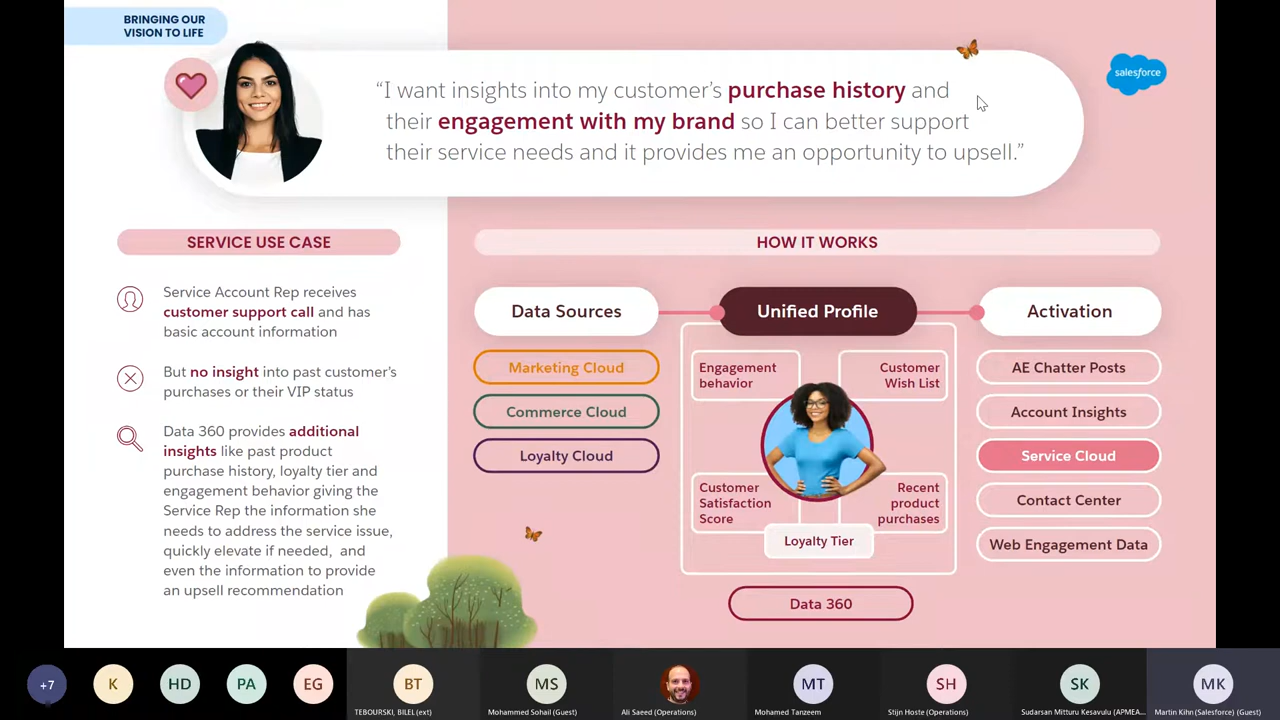 BRINGING OUR
VISION TO LIFE
“I want insights into my customer’s purchase history and
their engagement with my brand so I can better support
their service needs and it provides me an opportunity to upsell.”
salesforce
SERVICE USE CASE
Service Account Rep receives
customer support call and has
basic account information
But no insight into past customer’s
purchases or their VIP status
Data 360 provides additional
insights like past product
purchase history, loyalty tier and
engagement behavior giving the
Service Rep the information she
needs to address the service issue,
quickly elevate if needed, and
even the information to provide
an upsell recommendation
HOW IT WORKS
Data Sources
Marketing Cloud
Commerce Cloud
Loyalty Cloud
Unified Profile
Engagement
behavior
Customer
Wish List
Customer
Satisfaction
Score
Recent
product
purchases
Loyalty Tier
Data 360
Activation
AE Chatter Posts
Account Insights
Service Cloud
Contact Center
Web Engagement Data
+7
K
HD
PA
EG
BT
TEBOURSKI, BILEL (ext)
MS
Mohammed Sohail (Guest)
Ali Saeed (Operations)
MT
Mohamed Tanzeem
SH
Stijn Hoste (Operations)
SK
Sudarsan Mitturu Kesavulu (APMEA...
MK
Martin Kihn (Salesforce) (Guest)